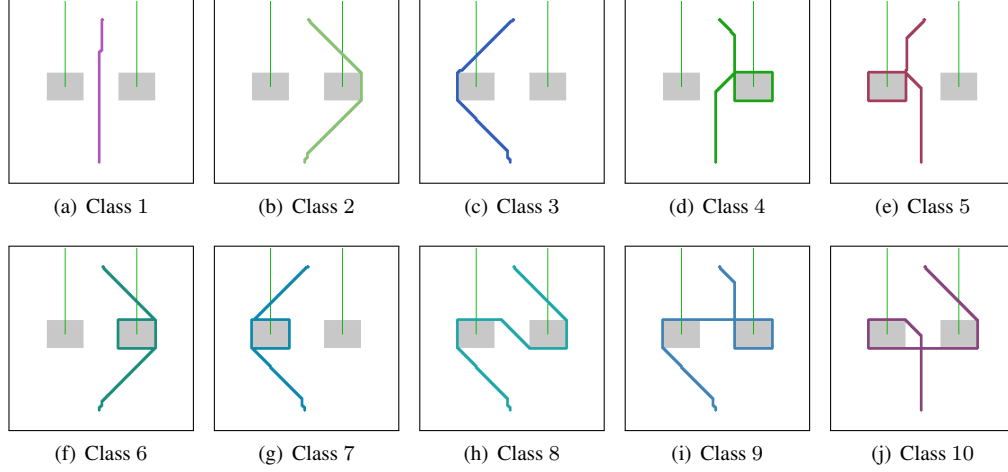 (a) Class 1
(b) Class 2
(c) Class 3
(d) Class 4
(e) Class 5
(f) Class 6
(g) Class 7
(h) Class 8
(i) Class 9
(j) Class 10